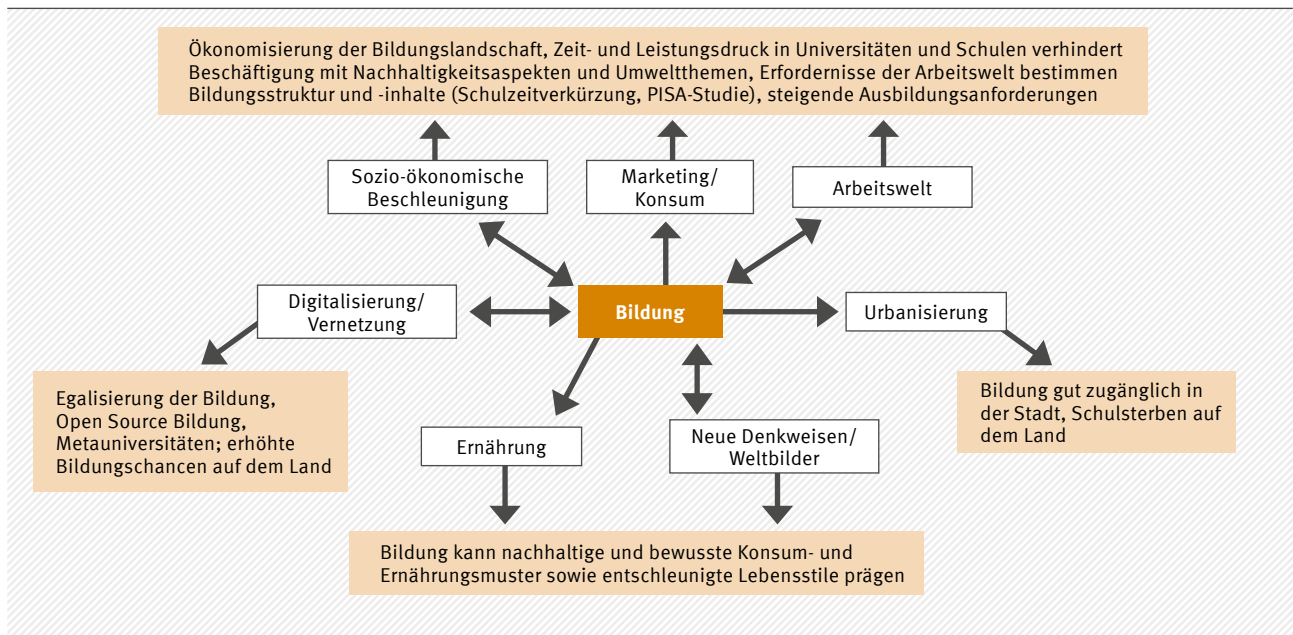 Ökonomisierung der Bildungslandschaft, Zeit- und Leistungsdruck in Universitäten und Schulen verhindert
Beschäftigung mit Nachhaltigkeitsaspekten und Umweltthemen, Erfordernisse der Arbeitswelt bestimmen
Bildungsstruktur und -inhalte (Schulzeitverkürzung, PISA-Studie), steigende Ausbildungsanforderungen
Sozio-ökonomische
Beschleunigung
Marketing/
Konsum
Arbeitswelt
Digitalisierung/
Vernetzung
Bildung
Urbanisierung
Egalisierung der Bildung,
Open Source Bildung,
Metauniversitäten; erhöhte
Bildungschancen auf dem Land
Bildung gut zugänglich in
der Stadt, Schulsterben auf
dem Land
Ernährung
Neue Denkweisen/
Weltbilder
Bildung kann nachhaltige und bewusste Konsum- und
Ernährungsmuster sowie entschleunigte Lebensstile prägen